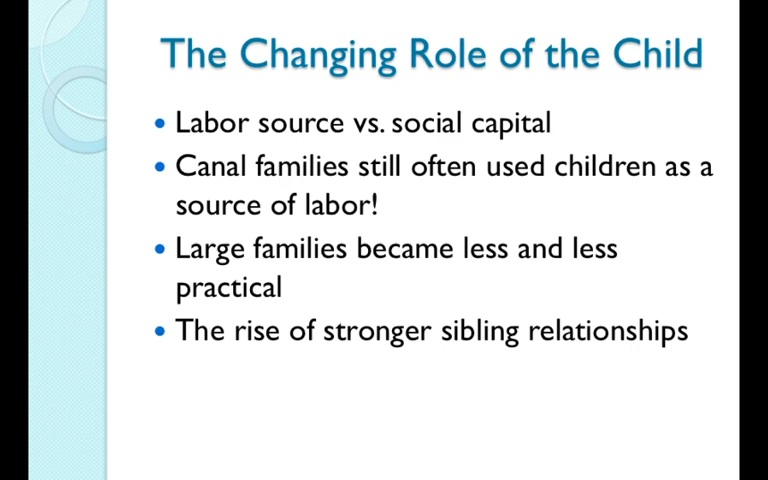 The Changing Role of the Child
• Labor source vs. social capital
• Canal families still often used children as a
source of labor!
• Large families became less and less
practical
• The rise of stronger sibling relationships